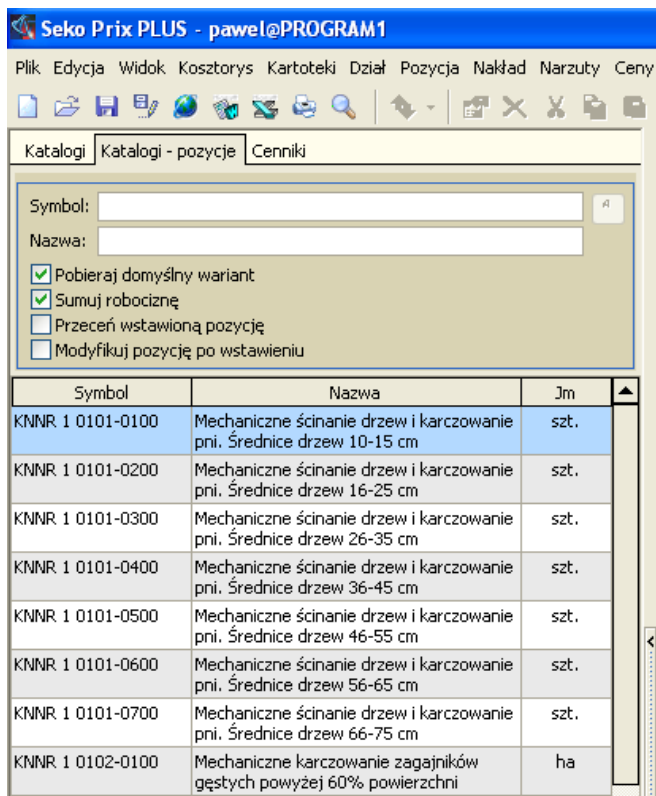 Seko Prix PLUS - pawel@PROGRAM1
Plik Edycja Widok Kosztorys Kartoteki Dział Pozycja Nakład Narzuty Ceny
Katalogi Katalogi - pozycje Cenniki
Symbol:
Nazwa:
Pobieraj domyślny wariant
Sumuj robociznę
Przeceń wstawioną pozycję
Modyfikuj pozycję po wstawieniu
Symbol Nazwa Jm
KNNR 1 0101-0100 Mechaniczne ścinanie drzew i karczowanie szt.
pni. Średnice drzew 10-15 cm
KNNR 1 0101-0200 Mechaniczne ścinanie drzew i karczowanie szt.
pni. Średnice drzew 16-25 cm
KNNR 1 0101-0300 Mechaniczne ścinanie drzew i karczowanie szt.
pni. Średnice drzew 26-35 cm
KNNR 1 0101-0400 Mechaniczne ścinanie drzew i karczowanie szt.
pni. Średnice drzew 36-45 cm
KNNR 1 0101-0500 Mechaniczne ścinanie drzew i karczowanie szt.
pni. Średnice drzew 46-55 cm
KNNR 1 0101-0600 Mechaniczne ścinanie drzew i karczowanie szt.
pni. Średnice drzew 56-65 cm
KNNR 1 0101-0700 Mechaniczne ścinanie drzew i karczowanie szt.
pni. Średnice drzew 66-75 cm
KNNR 1 0102-0100 Mechaniczne karczowanie zagajników ha
gęstych powyżej 60% powierzchni